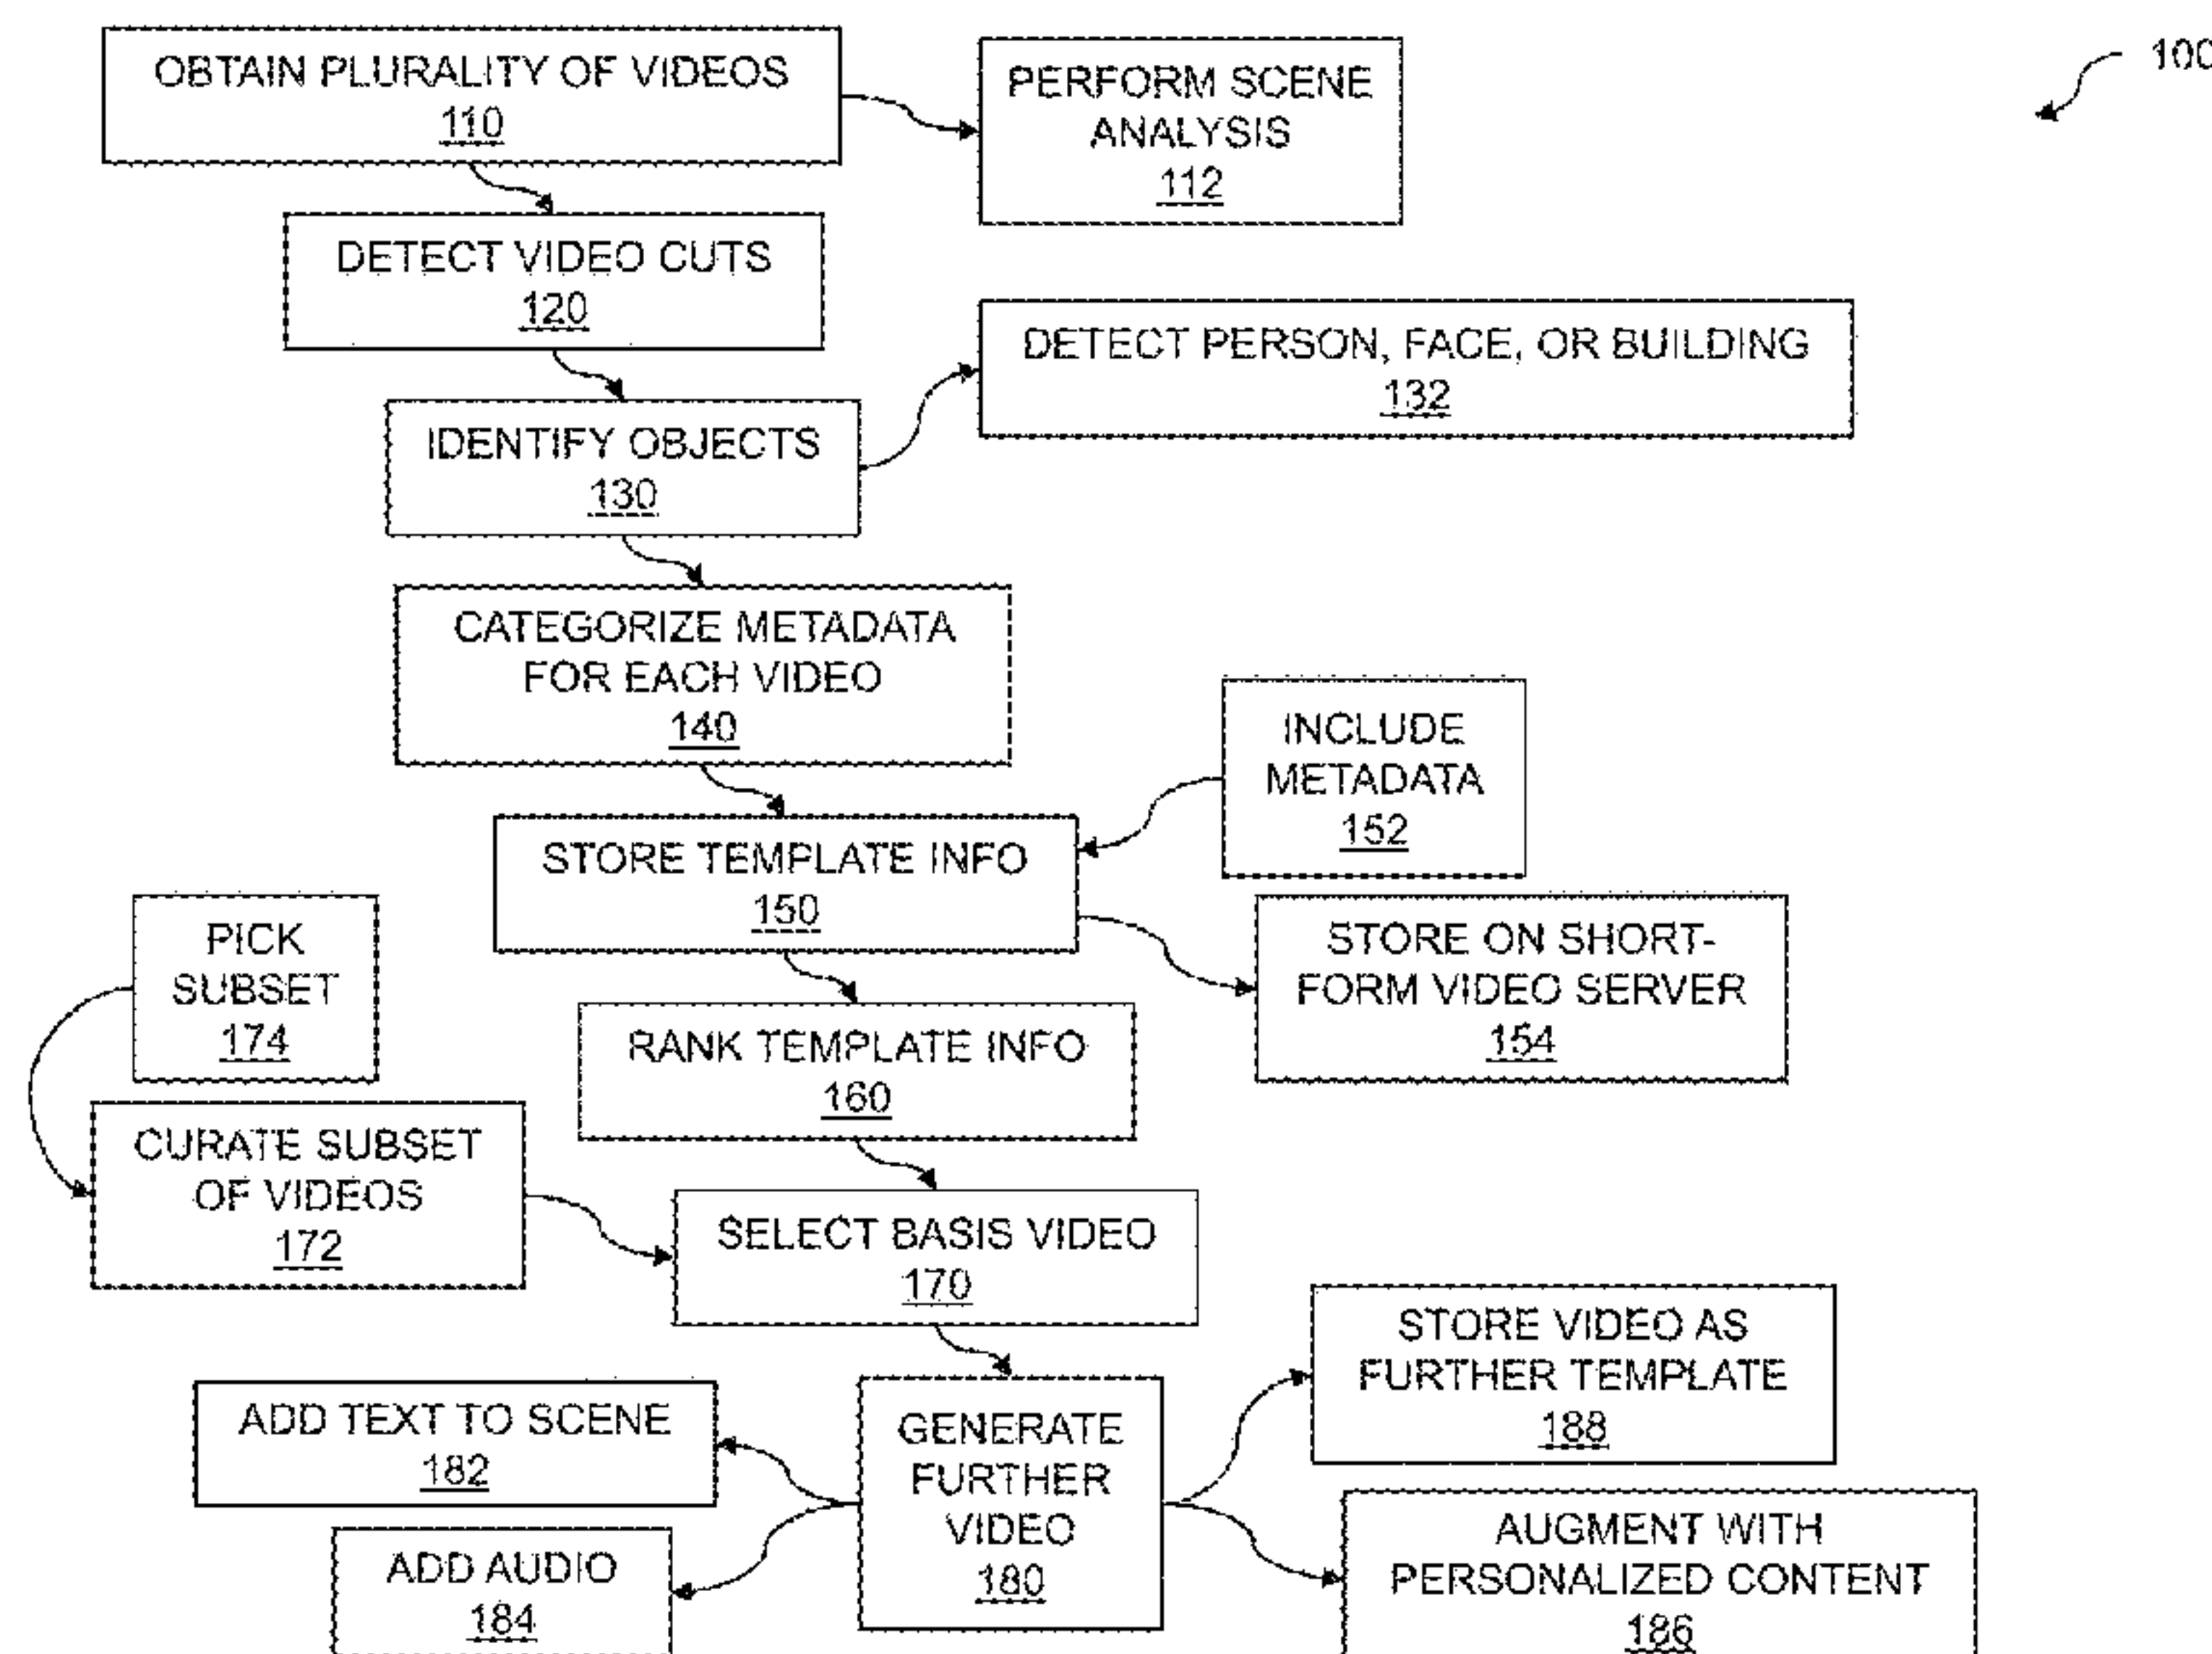 OBTAIN PLURALITY OF VIDEOS
110
PERFORM SCENE
ANALYSIS
112
100
DETECT VIDEO CUTS
120
DETECT PERSON, FACE, OR BUILDING
132
IDENTIFY OBJECTS
130
CATEGORIZE METADATA
FOR EACH VIDEO
140
INCLUDE
METADATA
152
STORE TEMPLATE INFO
150
STORE ON SHORT-
FORM VIDEO SERVER
154
PICK
SUBSET
174
RANK TEMPLATE INFO
160
CURATE SUBSET
OF VIDEOS
172
SELECT BASIS VIDEO
170
STORE VIDEO AS
FURTHER TEMPLATE
188
ADD TEXT TO SCENE
182
GENERATE
FURTHER
VIDEO
180
AUGMENT WITH
PERSONALIZED CONTENT
186
ADD AUDIO
184